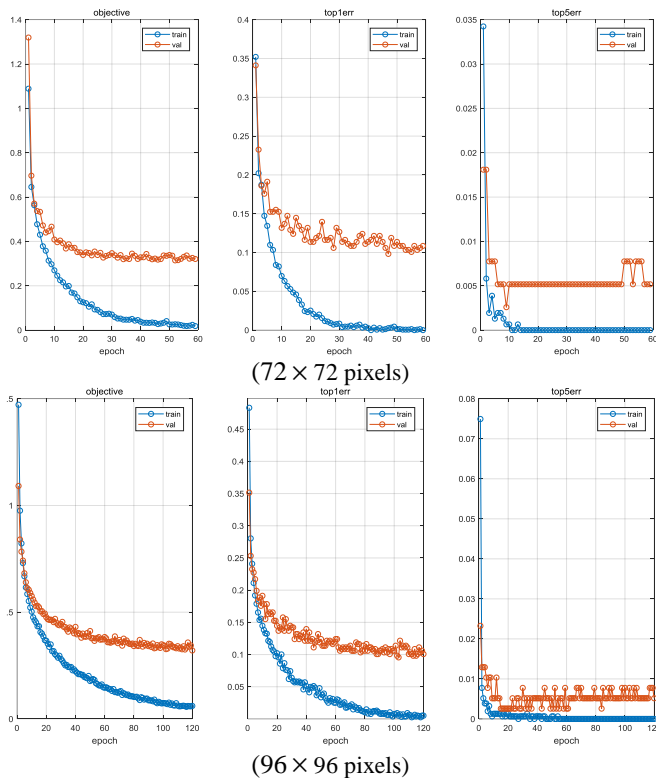 objective
top1err
top5err
1.4
1.2
1
0.8
0.6
0.4
0.2
0
0 10 20 30 40 50 60
epoch
train
val
0.4
0.35
0.3
0.25
0.2
0.15
0.1
0.05
0
0 10 20 30 40 50 60
epoch
train
val
0.035
0.03
0.025
0.02
0.015
0.01
0.005
0
0 10 20 30 40 50 60
epoch
train
val
(72 × 72 pixels)
objective
top1err
top5err
.5
1
.5
0
0 20 40 60 80 100 120
epoch
train
val
0.45
0.4
0.35
0.3
0.25
0.2
0.15
0.1
0.05
0 20 40 60 80 100 120
epoch
train
val
0.08
0.07
0.06
0.05
0.04
0.03
0.02
0.01
0
0 20 40 60 80 100 120
epoch
train
val
(96 × 96 pixels)